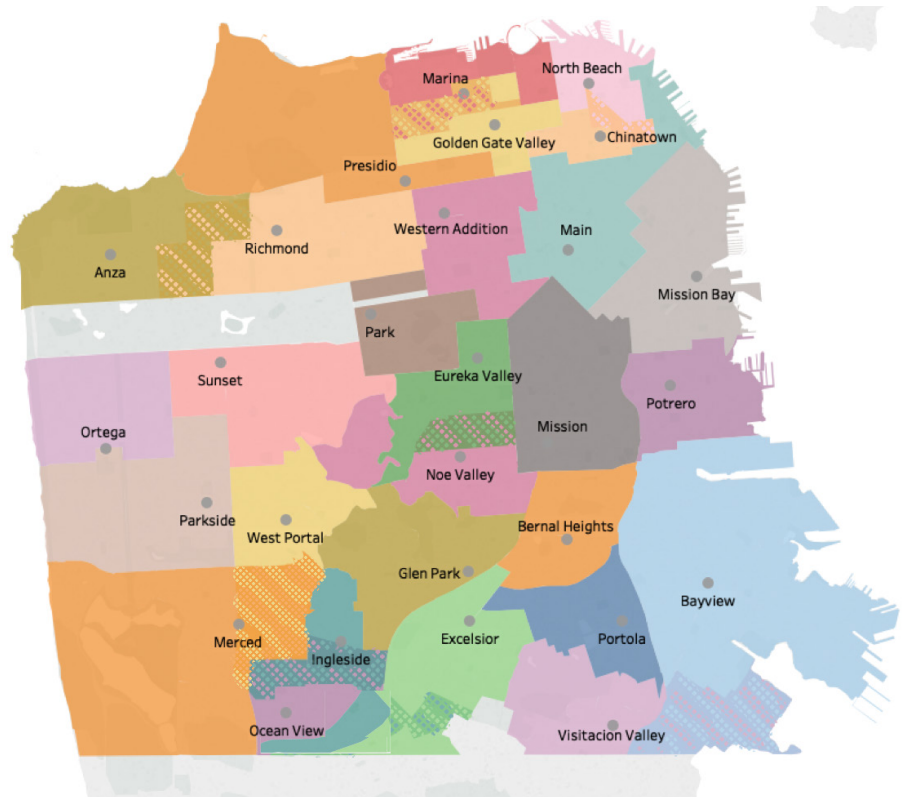 Marina
North Beach
Golden Gate Valley
Chinatown
Presidio
Western Addition
Richmond
Main
Anza
Mission Bay
Park
Sunset
Eureka Valley
Potrero
Ortega
Mission
Noe Valley
Parkside
West Portal
Bernal Heights
Glen Park
Bayview
Merced
Excelsior
Portola
Ingleside
Ocean View
Visitacion Valley